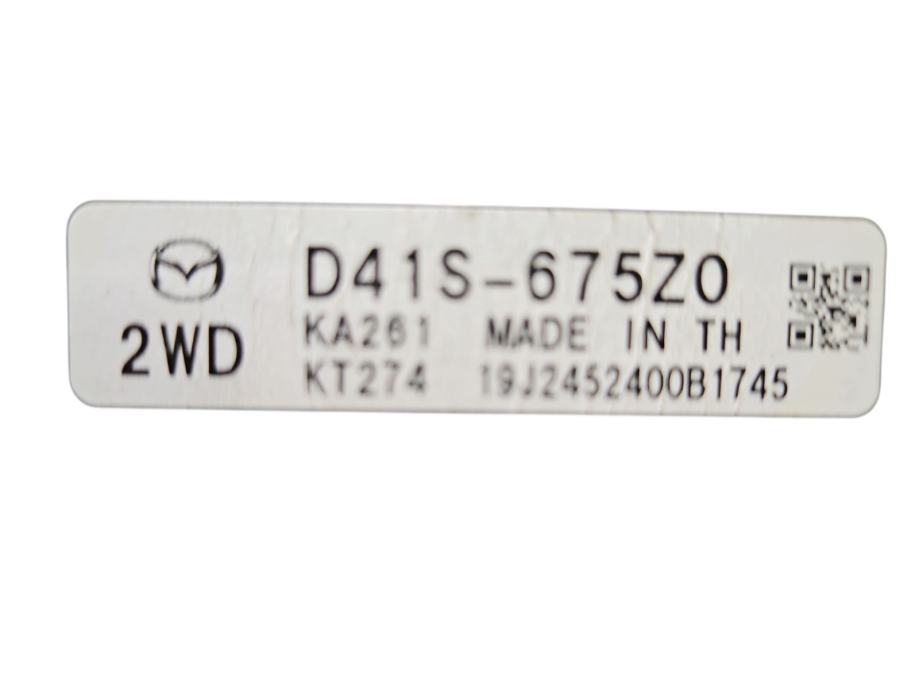 D41S-675Z0
2WD
KA261 MADE IN TH
KT274 19J2452400B1745